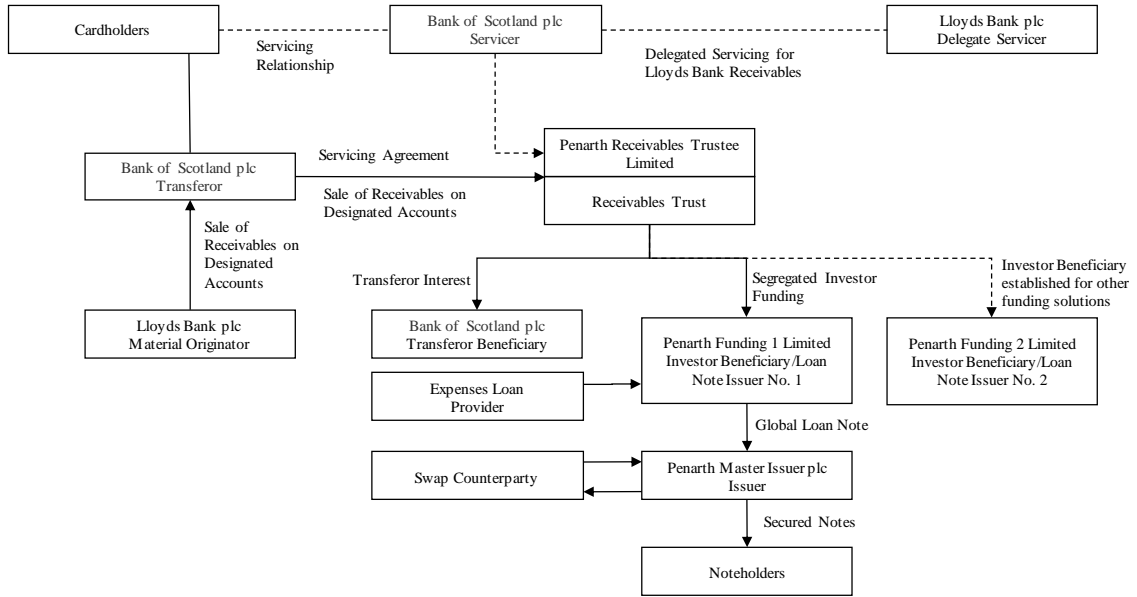 Cardholders
Servicing
Relationship
Bank of Scotland plc
Servicer
Delegated Servicing for
Lloyds Bank Receivables
Lloyds Bank plc
Delegate Servicer
Bank of Scotland plc
Transferor
Servicing Agreement
Sale of Receivables on
Designated Accounts
Penarth Receivables Trustee
Limited
Receivables Trust
Sale of
Receivables on
Designated
Accounts
Lloyds Bank plc
Material Originator
Transferor Interest
Segregated Investor
Funding
Investor Beneficiary
established for other
funding solutions
Bank of Scotland plc
Transferor Beneficiary
Penarth Funding 1 Limited
Investor Beneficiary/Loan
Note Issuer No. 1
Penarth Funding 2 Limited
Investor Beneficiary/Loan
Note Issuer No. 2
Expenses Loan
Provider
Global Loan Note
Swap Counterparty
Penarth Master Issuer plc
Issuer
Secured Notes
Noteholders